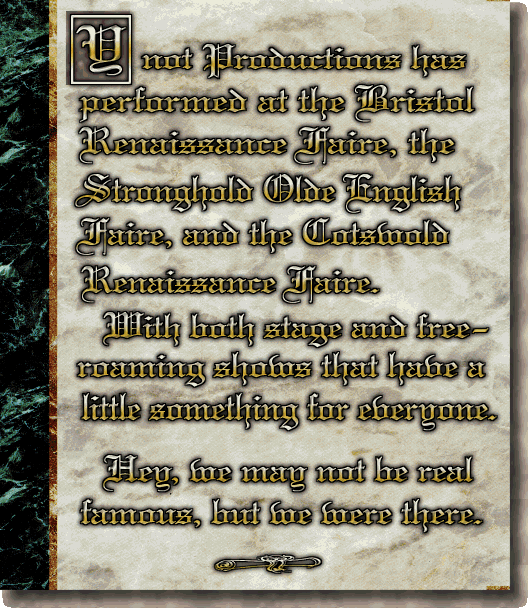 Y not Productions has
performed at the Bristol
Renaissance Faire, the
Stronghold Olde English
Faire, and the Cotswold
Renaissance Faire.
With both stage and free-
roaming shows that have a
little something for everyone.
Hey, we may not be real
famous, but we were there.